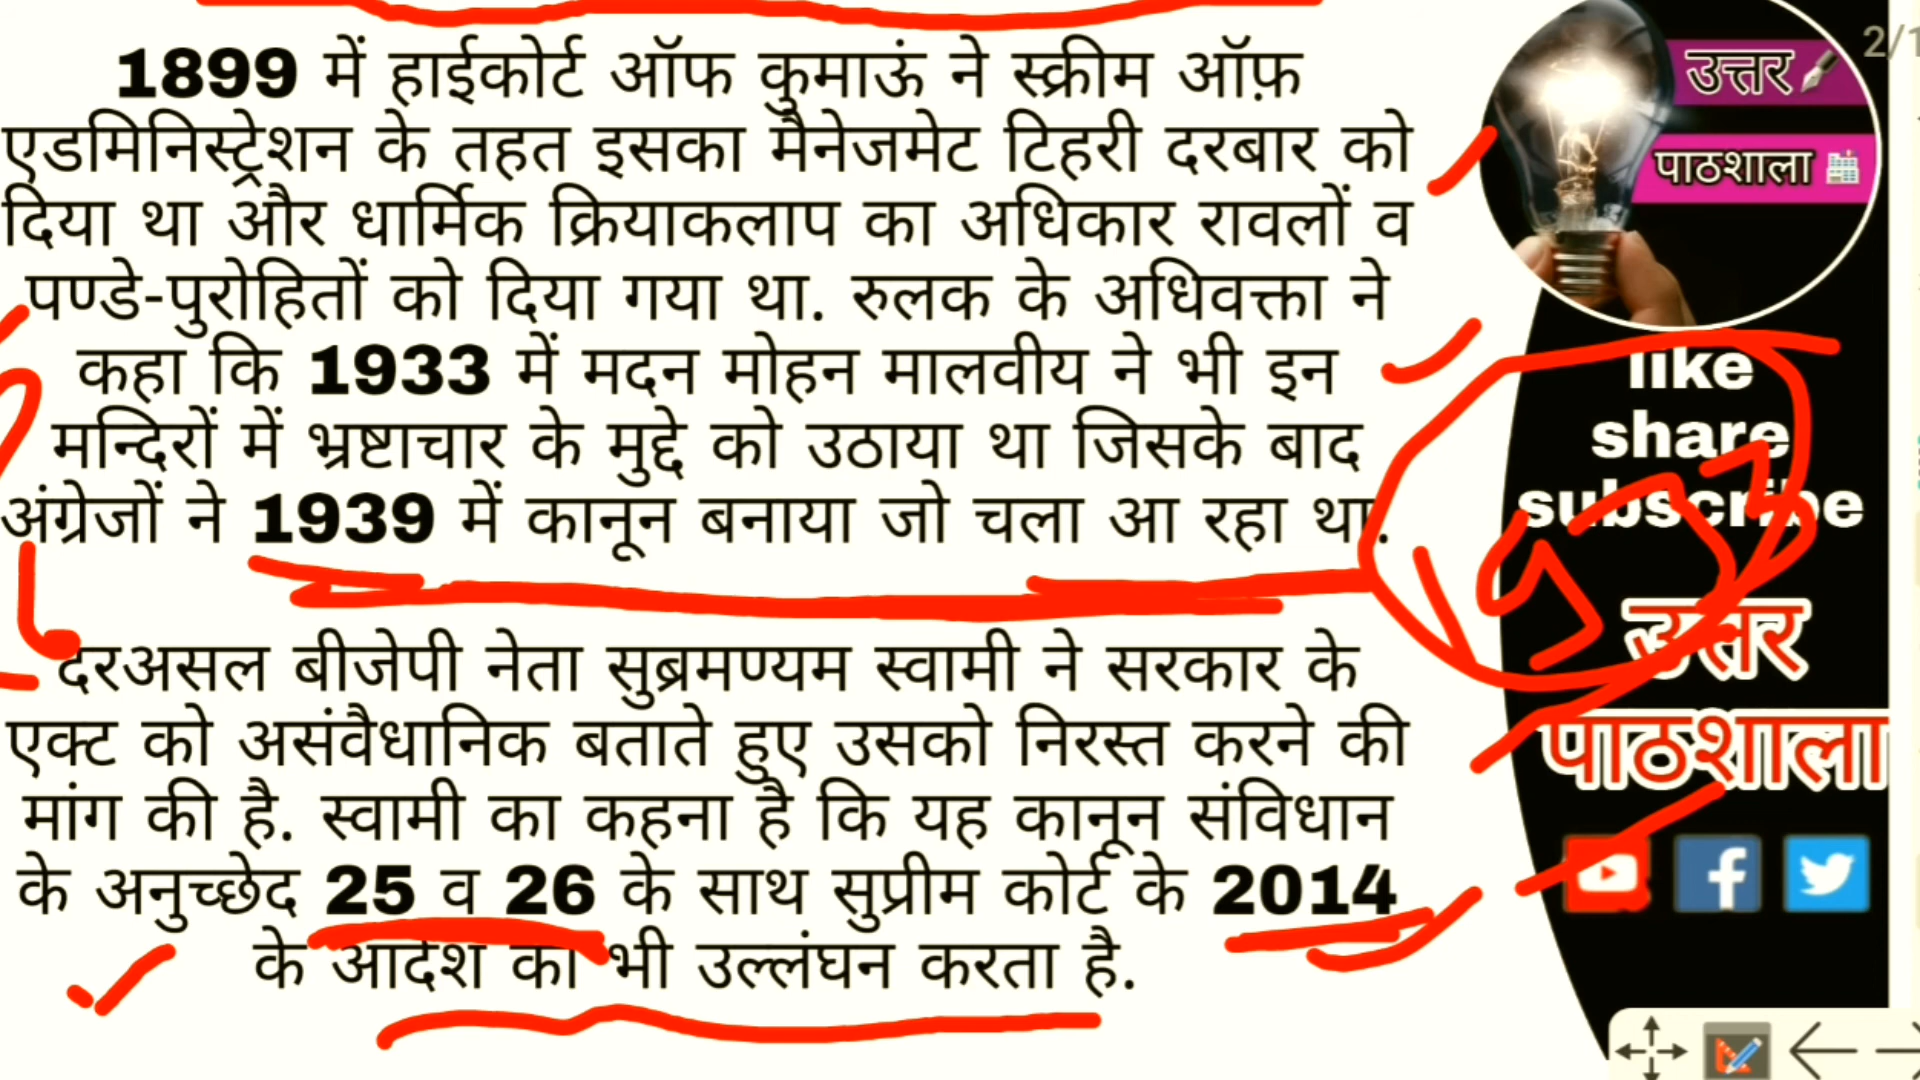 1899 में हाईकोर्ट ऑफ कुमाऊं ने स्क्रीम ऑफ़
एडमिनिस्ट्रेशन के तहत इसका मैनेजमेट टिहरी दरबार को
दिया था और धार्मिक क्रियाकलाप का अधिकार रावलों व
पण्डे-पुरोहितों को दिया गया था. रुलक के अधिवक्ता ने
कहा कि 1933 में मदन मोहन मालवीय ने भी इन
मन्दिरों में भ्रष्टाचार के मुद्दे को उठाया था जिसके बाद
अंग्रेजों ने 1939 में कानून बनाया जो चला आ रहा था.
दरअसल बीजेपी नेता सुब्रमण्यम स्वामी ने सरकार के
एक्ट को असंवैधानिक बताते हुए उसको निरस्त करने की
मांग की है. स्वामी का कहना है कि यह कानून संविधान
के अनुच्छेद 25 व 26 के साथ सुप्रीम कोर्ट के 2014
के आदेश का भी उल्लंघन करता है.
उत्तर
पाठशाला
like
share
subscribe
उत्तर
पाठशाला